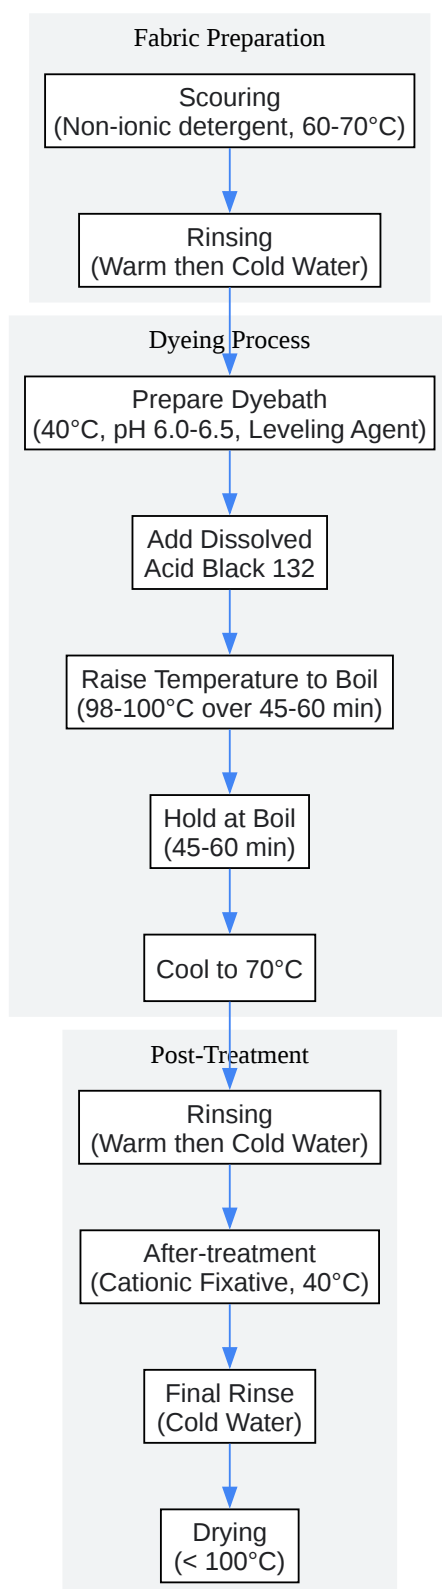 Fabric Preparation
Scouring
(Non-ionic detergent, 60-70°C)
Rinsing
(Warm then Cold Water)
Dyeing Process
Prepare Dyebath
(40°C, pH 6.0-6.5, Leveling Agent)
Add Dissolved
Acid Black 132
Raise Temperature to Boil
(98-100°C over 45-60 min)
Hold at Boil
(45-60 min)
Cool to 70°C
Post-Treatment
Rinsing
(Warm then Cold Water)
After-treatment
(Cationic Fixative, 40°C)
Final Rinse
(Cold Water)
Drying
(< 100°C)